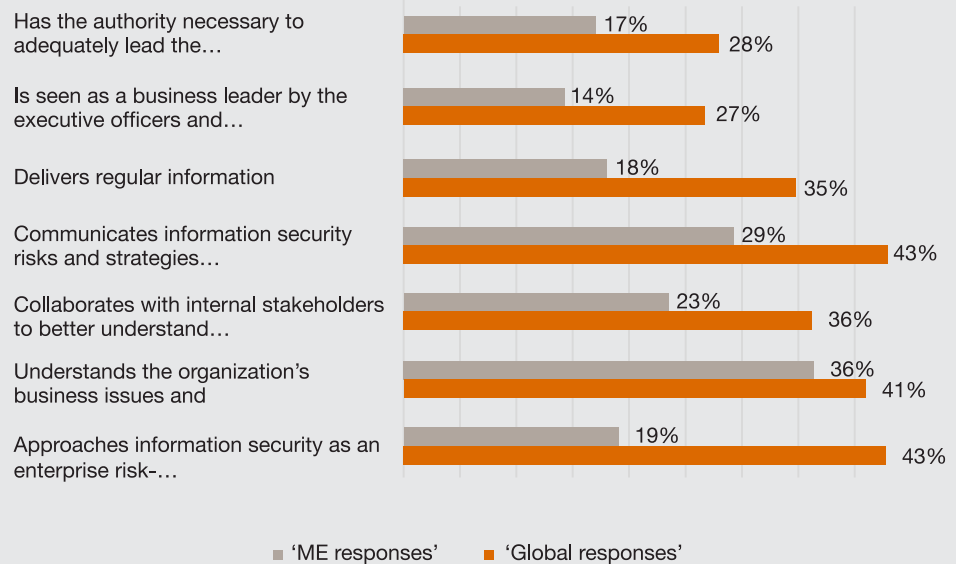 Has the authority necessary to
adequately lead the…
17%
28%
Is seen as a business leader by the
executive officers and…
14%
27%
Delivers regular information
18%
35%
Communicates information security
risks and strategies…
29%
43%
Collaborates with internal stakeholders
to better understand…
23%
36%
Understands the organization’s
business issues and
36%
41%
Approaches information security as an
enterprise risk-…
19%
43%
‘ME responses’ ‘Global responses’